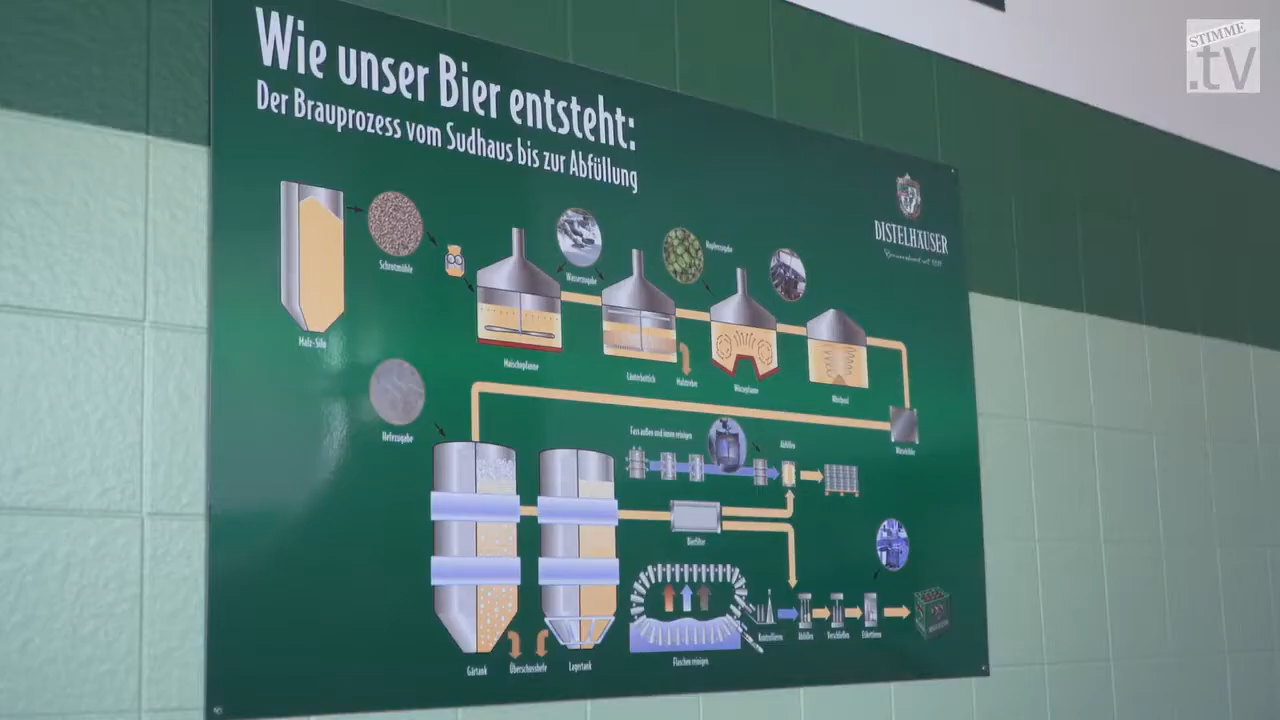 STIMME
.tv
Wie unser Bier entsteht:
Der Brauprozess vom Sudhaus bis zur Abfüllung
DISTELHÄUSER
Schrotmühle
Wasserzugabe
Hopfenzugabe
Malz-Silo
Maischepfanne
Läuterbottich
Malztreber
Würzepfanne
Whirlpool
Hefezugabe
Fass außen und innen reinigen
Abfüllen
Bierfilter
Kontrollieren
Abfüllen
Verschließen
Etikettieren
Gärtank
Überschusshefe
Lagertank
Flaschen reinigen